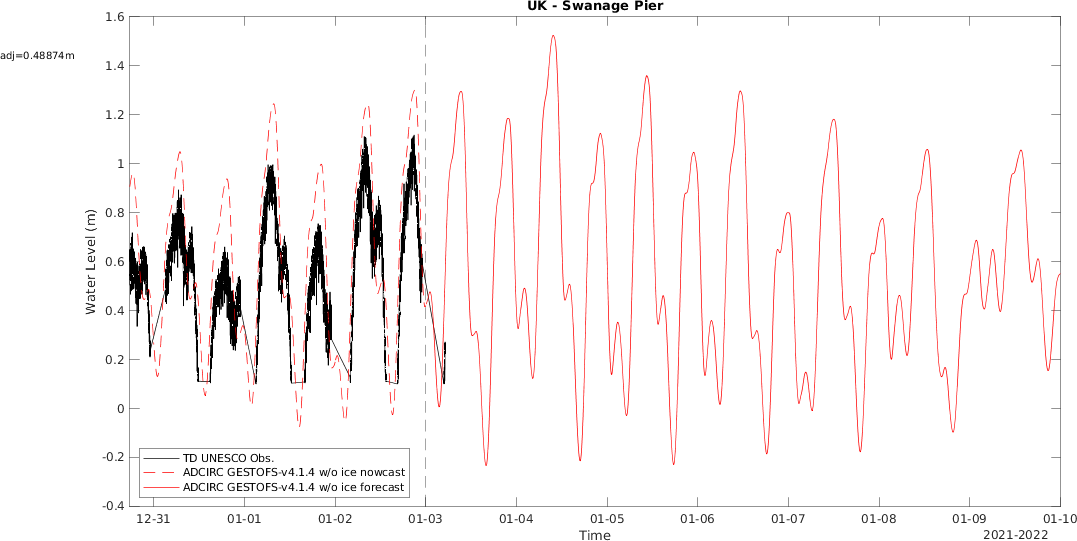 UK - Swanage Pier
adj=0.48874m
1.6
1.4
1.2
1
0.8
0.6
0.4
0.2
0
-0.2
-0.4
Water Level (m)
TD UNESCO Obs.
ADCIRC GESTOFS-v4.1.4 w/o ice nowcast
ADCIRC GESTOFS-v4.1.4 w/o ice forecast
12-31 01-01 01-02 01-03 01-04 01-05 01-06 01-07 01-08 01-09 01-10
Time
2021-2022